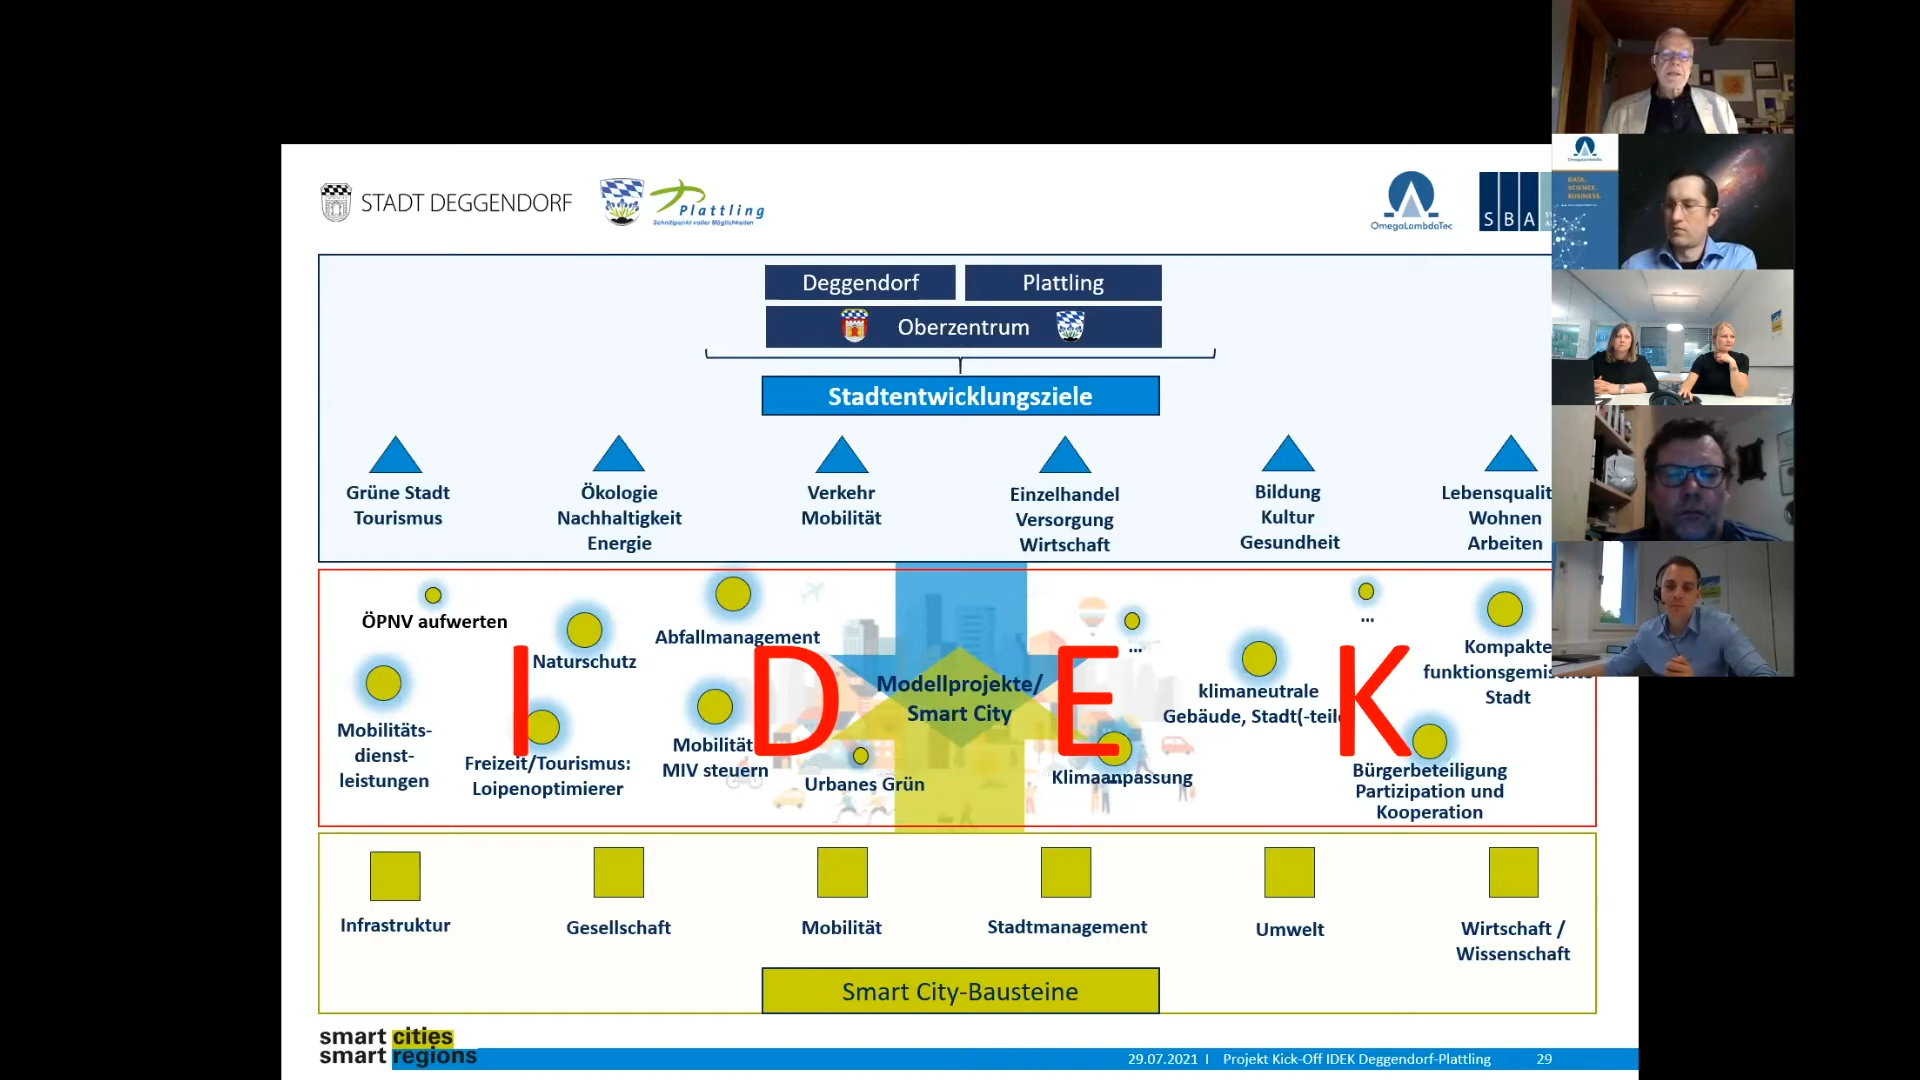 STADT DEGGENDORF
Plattling
Schnittpunkt voller Möglichkeiten
OmegaLambdaTec
SBA
OmegaLambdaTec
DATA.
SCIENCE.
BUSINESS.
Deggendorf
Plattling
Oberzentrum
Stadtentwicklungsziele
Grüne Stadt
Tourismus
Ökologie
Nachhaltigkeit
Energie
Verkehr
Mobilität
Einzelhandel
Versorgung
Wirtschaft
Bildung
Kultur
Gesundheit
Lebensqualit
Wohnen
Arbeiten
ÖPNV aufwerten
Naturschutz
Abfallmanagement
...
...
Kompakte
funktionsgemis
Stadt
I D E K
Modellprojekte/
Smart City
klimaneutrale
Gebäude, Stadt(-teile
Mobilitäts-
dienst-
leistungen
Freizeit/Tourismus:
Loipenoptimierer
Mobilität
MIV steuern
Urbanes Grün
Klimaanpassung
Bürgerbeteiligung
Partizipation und
Kooperation
Infrastruktur
Gesellschaft
Mobilität
Stadtmanagement
Umwelt
Wirtschaft /
Wissenschaft
Smart City-Bausteine
smart cities
smart regions
29.07.2021 I Projekt Kick-Off IDEK Deggendorf-Plattling 29